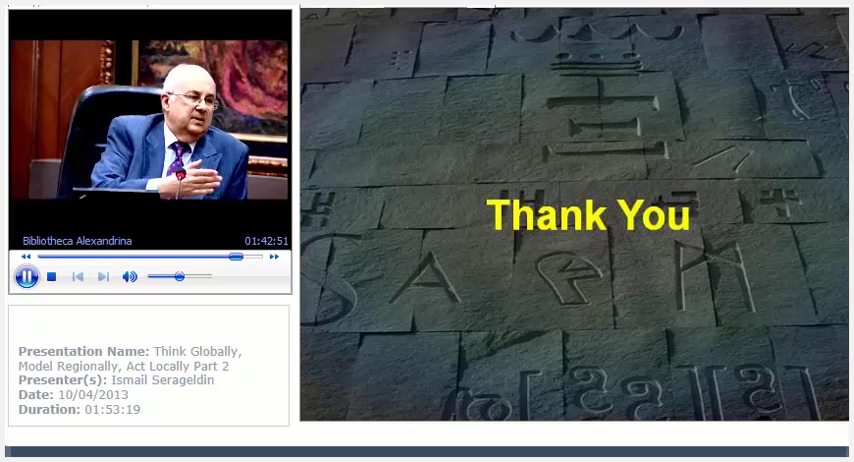 Bibliotheca Alexandrina 01:42:51
Presentation Name: Think Globally,
Model Regionally, Act Locally Part 2
Presenter(s): Ismail Serageldin
Date: 10/04/2013
Duration: 01:53:19
Thank You